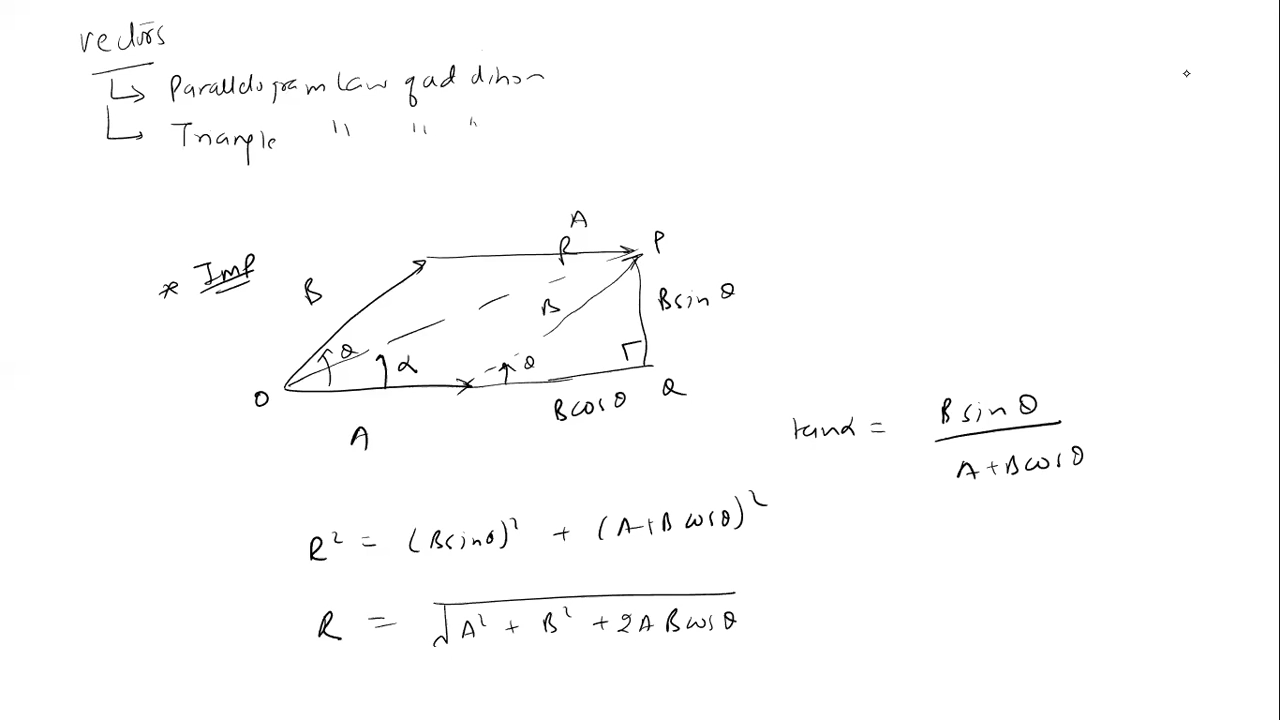 vectors
↳ Parallelogram law of addition
↳ Triangle " " "
A
* Imp
B
R
P
B
B sin θ
θ
α
θ
O
B cos θ
Q
A
tan α = B sin θ / A + B cos θ
R² = (B sin θ)² + (A + B cos θ)²
R = √A² + B² + 2AB cos θ